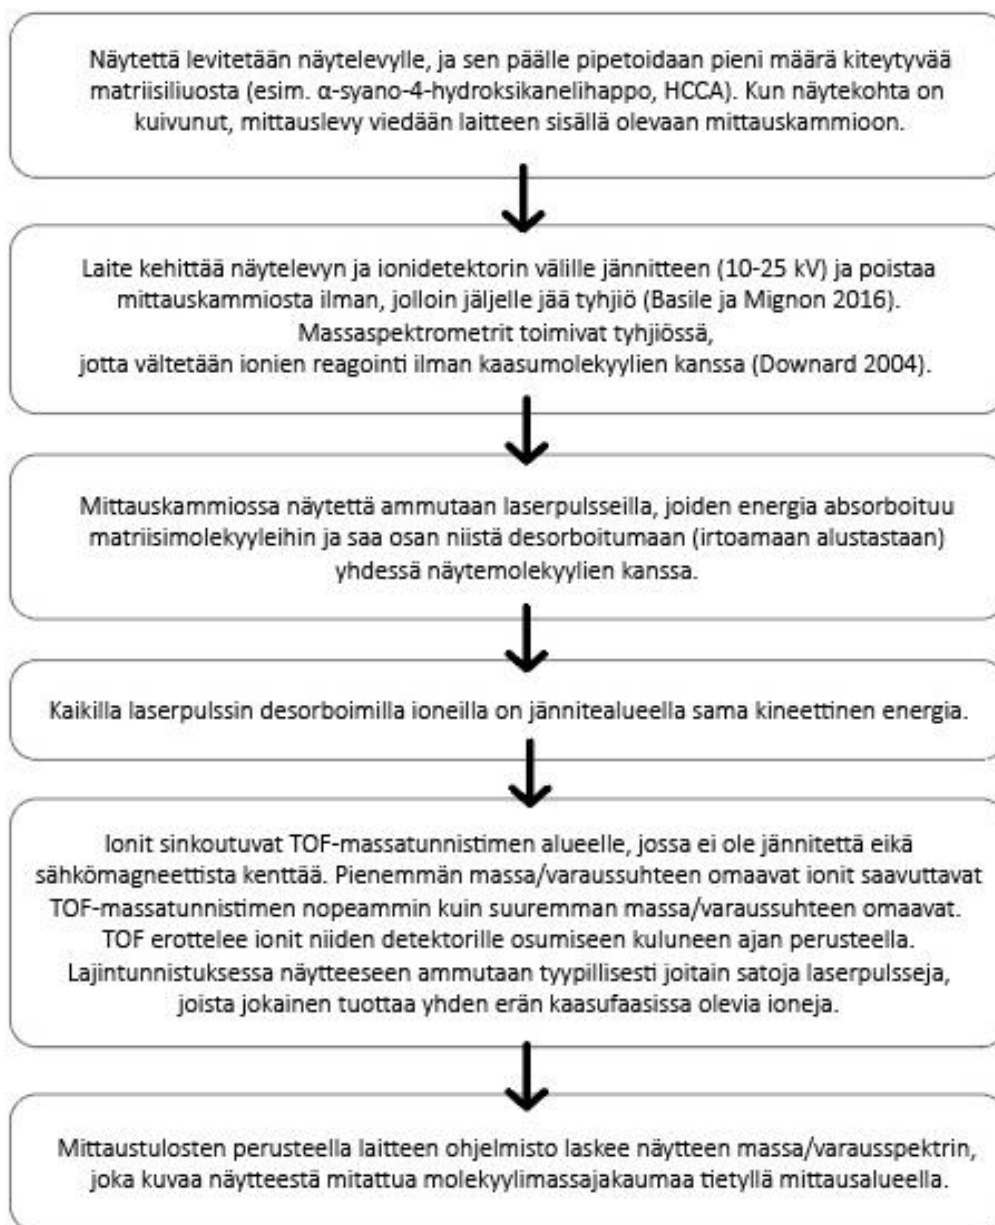 Näytettä levitetään näytelevylle, ja sen päälle pipetoidaan pieni määrä kiteytyvää
matriisiliuosta (esim. α-syano-4-hydroksikanelihappo, HCCA). Kun näytekohta on
kuivunut, mittauslevy viedään laitteen sisällä olevaan mittauskammioon.
Laite kehittää näytelevyn ja ionidetektorin välille jännitteen (10-25 kV) ja poistaa
mittauskammiosta ilman, jolloin jäljelle jää tyhjiö (Basile ja Mignon 2016).
Massaspektrometrit toimivat tyhjiössä,
jotta vältetään ionien reagointi ilman kaasumolekyylien kanssa (Downard 2004).
Mittauskammiossa näytettä ammutaan laserpulsseilla, joiden energia absorboituu
matriisimolekyyleihin ja saa osan niistä desorboitumaan (irtoamaan alustastaan)
yhdessä näytemolekyylien kanssa.
Kaikilla laserpulssin desorboimilla ioneilla on jännitealueella sama kineettinen energia.
Ionit sinkoutuvat TOF-massatunnistimen alueelle, jossa ei ole jännitettä eikä
sähkömagneettista kenttää. Pienemmän massa/varaussuhteen omaavat ionit saavuttavat
TOF-massatunnistimen nopeammin kuin suuremman massa/varaussuhteen omaavat.
TOF erottelee ionit niiden detektorille osumiseen kuluneen ajan perusteella.
Lajintunnistuksessa näytteeseen ammutaan tyypillisesti joitain satoja laserpulsseja,
joista jokainen tuottaa yhden erän kaasufaasissa olevia ioneja.
Mittaustulosten perusteella laitteen ohjelmisto laskee näytteen massa/varausspektrin,
joka kuvaa näytteestä mitattua molekyylimassajakaumaa tietyllä mittausalueella.